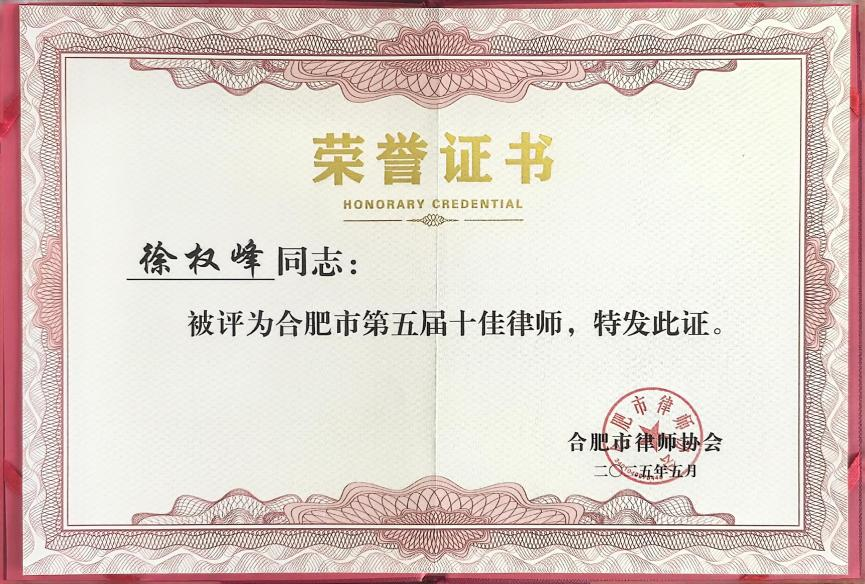 荣誉证书
HONORARY CREDENTIAL
徐权峰同志：
被评为合肥市第五届十佳律师，特发此证。
合肥市律师协会
二〇二五年五月